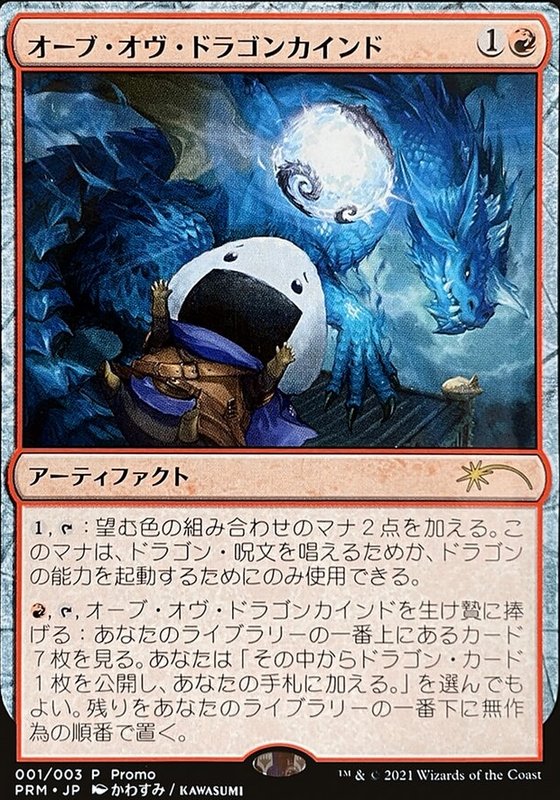 オーブ・オヴ・ドラゴンカインド 1
アーティファクト
1, : 望む色の組み合わせのマナ2点を加える。こ
のマナは、ドラゴン・呪文を唱えるためか、ドラゴン
の能力を起動するためにのみ使用できる。
, , オーブ・オヴ・ドラゴンカインドを生け贄に捧
げる：あなたのライブラリーの一番上にあるカード
7枚を見る。あなたは「その中からドラゴン・カード
1枚を公開し、あなたの手札に加える。」を選んでも
よい。残りをあなたのライブラリーの一番下に無作
為の順番で置く。
001/003 P Promo
PRM・JP かわすみ / KAWASUMI
™ & © 2021 Wizards of the Coast